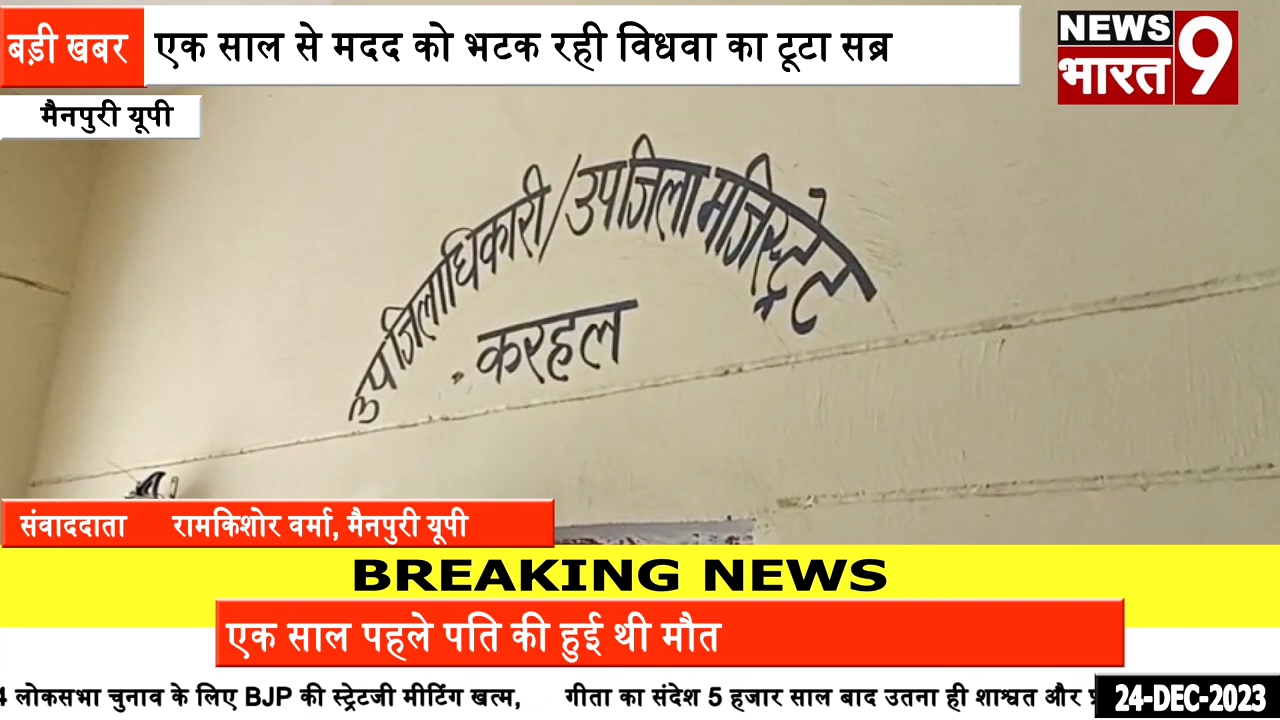 बड़ी खबर एक साल से मदद को भटक रही विधवा का टूटा सब्र
NEWS 9
भारत
मैनपुरी यूपी
उपजिलाधिकारी/उपजिला मजिस्ट्रेट
करहल
संवाददाता रामकिशोर वर्मा, मैनपुरी यूपी
BREAKING NEWS
एक साल पहले पति की हुई थी मौत
4 लोकसभा चुनाव के लिए BJP की स्ट्रेटजी मीटिंग खत्म, गीता का संदेश 5 हजार साल बाद उतना ही शाश्वत और
24-DEC-2023